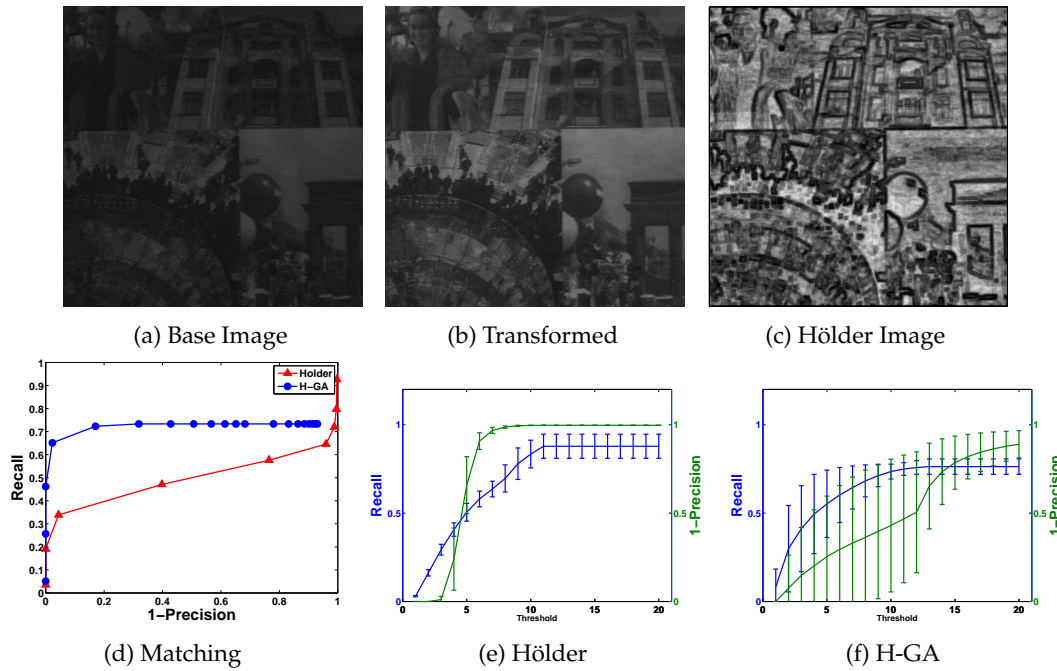 (a) Base Image
(b) Transformed
(c) Hölder Image
1
0.9
0.8
0.7
0.6
0.5
0.4
0.3
0.2
0.1
0
Recall
0 0.2 0.4 0.6 0.8 1
1−Precision
Holder
H−GA
(d) Matching
Recall
0.5
0
0 5 10 15 20
Threshold
1
0.5
0
1−Precision
(e) Hölder
Recall
0.5
0
0 5 10 15 20
Threshold
1
0.5
0
1−Precision
(f) H-GA